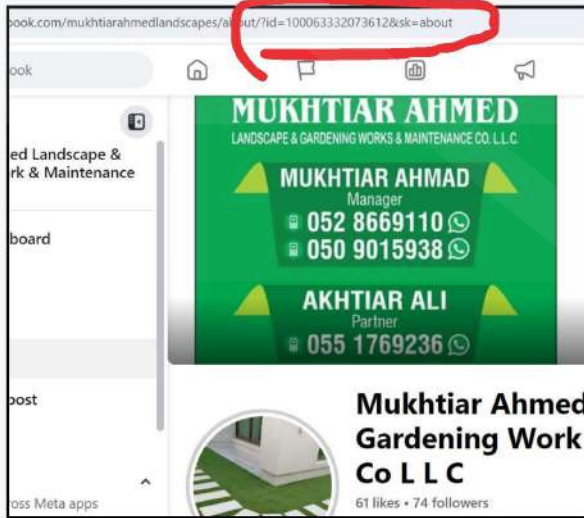 book.com/mukhtiarahmedlandscapes/about/?id=100063332073612&sk=about
ook
MUKHTIAR AHMED
LANDSCAPE & GARDENING WORKS & MAINTENANCE CO. L.L.C.
ed Landscape &
rk & Maintenance
MUKHTIAR AHMAD
Manager
052 8669110
050 9015938
board
AKHTIAR ALI
Partner
055 1769236
post
Mukhtiar Ahmed
Gardening Work
Co L L C
61 likes • 74 followers
oss Meta apps